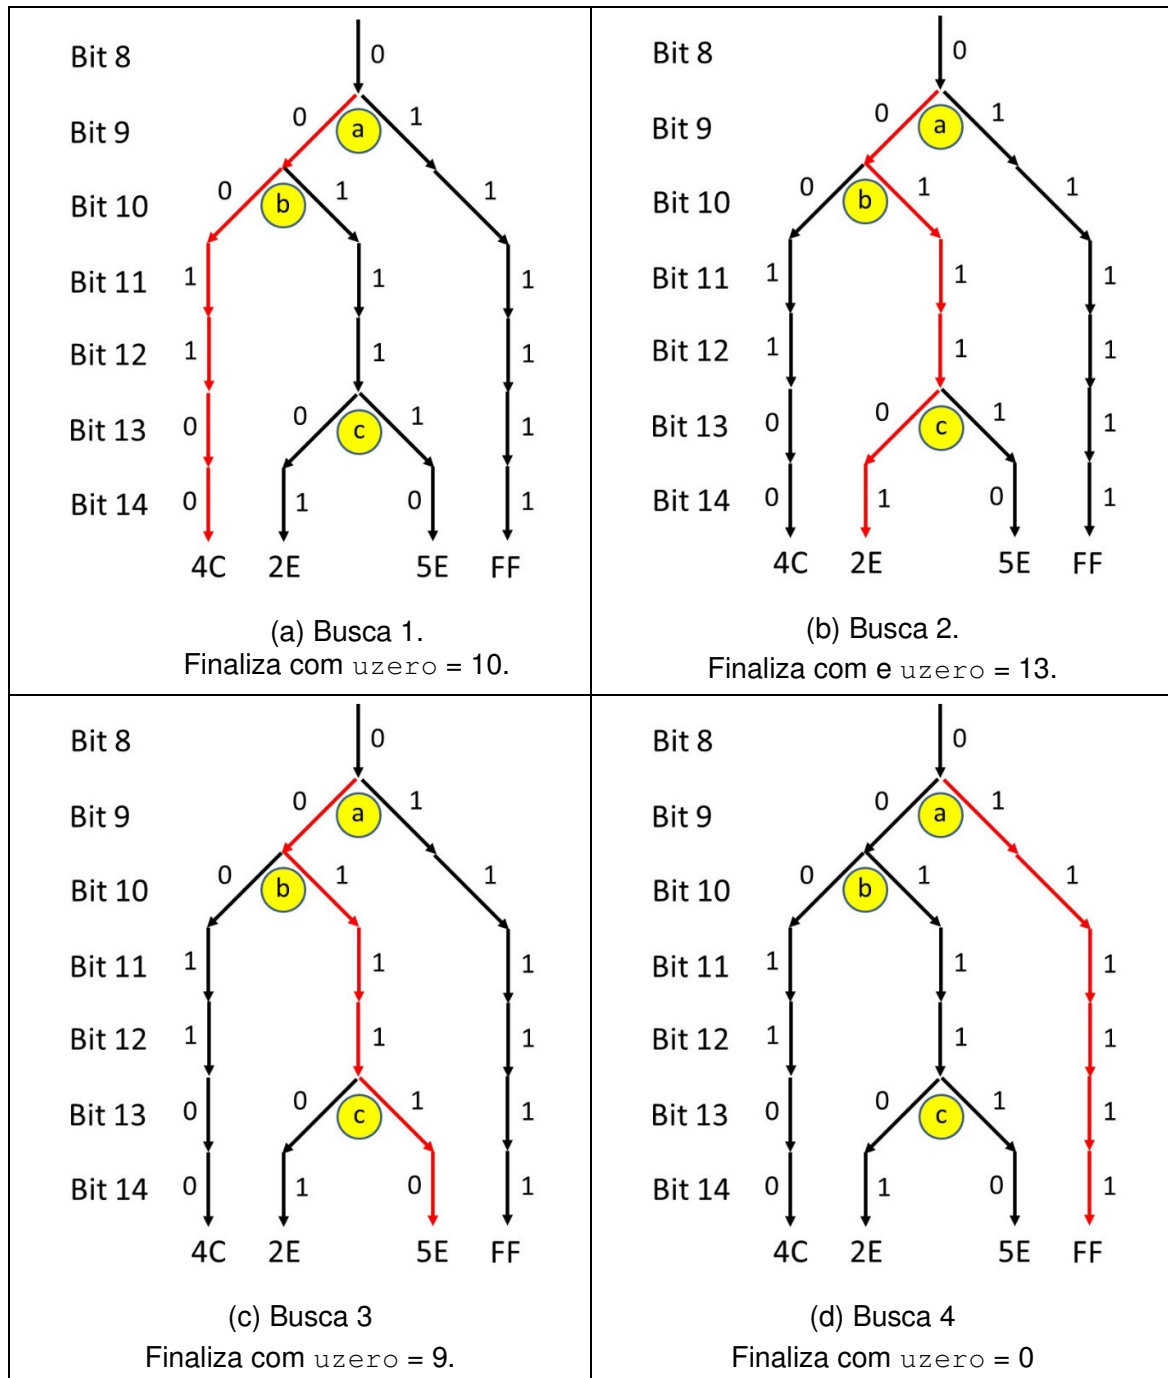 Bit 8 0
Bit 9 0 a 1
Bit 10 0 b 1 1
Bit 11 1 1 1
Bit 12 1 1 1
Bit 13 0 0 c 1 1
Bit 14 0 1 0 1
4C 2E 5E FF
(a) Busca 1.
Finaliza com uzero = 10.
Bit 8 0
Bit 9 0 a 1
Bit 10 0 b 1 1
Bit 11 1 1 1
Bit 12 1 1 1
Bit 13 0 0 c 1 1
Bit 14 0 1 0 1
4C 2E 5E FF
(b) Busca 2.
Finaliza com e uzero = 13.
Bit 8 0
Bit 9 0 a 1
Bit 10 0 b 1 1
Bit 11 1 1 1
Bit 12 1 1 1
Bit 13 0 0 c 1 1
Bit 14 0 1 0 1
4C 2E 5E FF
(c) Busca 3
Finaliza com uzero = 9.
Bit 8 0
Bit 9 0 a 1
Bit 10 0 b 1 1
Bit 11 1 1 1
Bit 12 1 1 1
Bit 13 0 0 c 1 1
Bit 14 0 1 0 1
4C 2E 5E FF
(d) Busca 4
Finaliza com uzero = 0